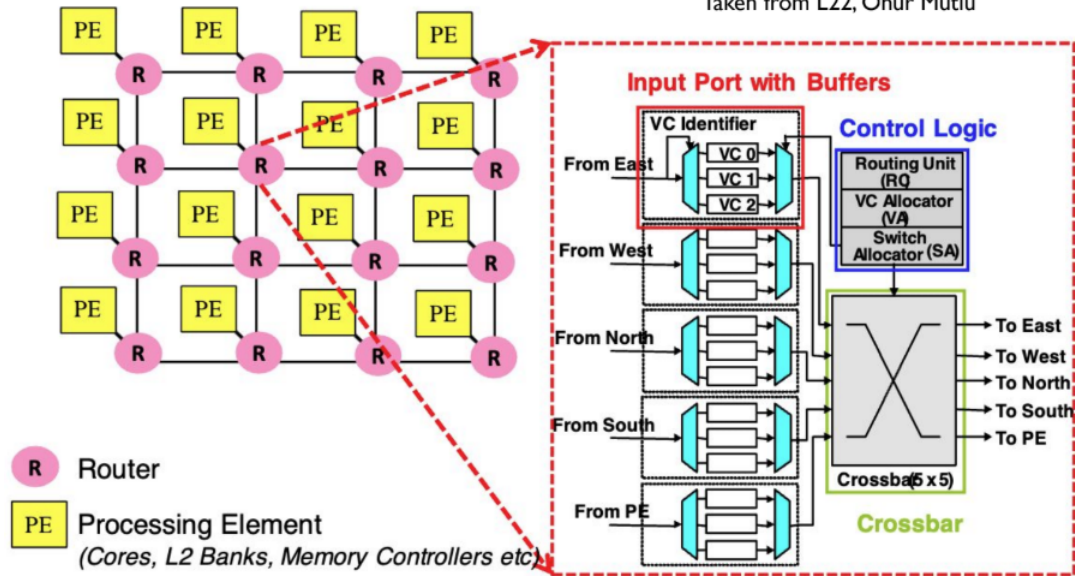 Taken from L22, Onur Mutlu
PE PE PE PE
R R R R
PE PE PE PE
R R R R
PE PE PE PE
R R R R
PE PE PE PE
R R R R
R Router
PE Processing Element
(Cores, L2 Banks, Memory Controllers etc)
Input Port with Buffers
VC Identifier
From East
VC 0
VC 1
VC 2
From West
From North
From South
From PE
Control Logic
Routing Unit
(RC)
VC Allocator
(VA)
Switch
Allocator (SA)
To East
To West
To North
To South
To PE
Crossbar (5 x 5)
Crossbar